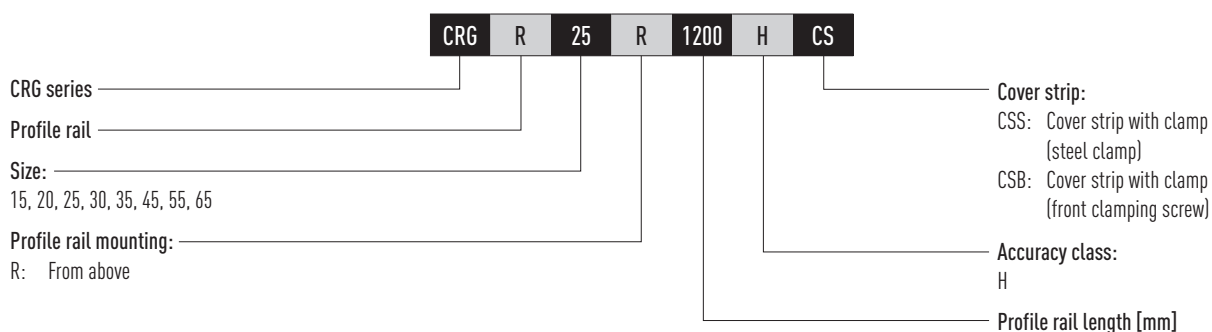 CRG R 25 R 1200 H CS
CRG series
Profile rail
Size:
15, 20, 25, 30, 35, 45, 55, 65
Profile rail mounting:
R: From above
Cover strip:
CSS: Cover strip with clamp
(steel clamp)
CSB: Cover strip with clamp
(front clamping screw)
Accuracy class:
H
Profile rail length [mm]